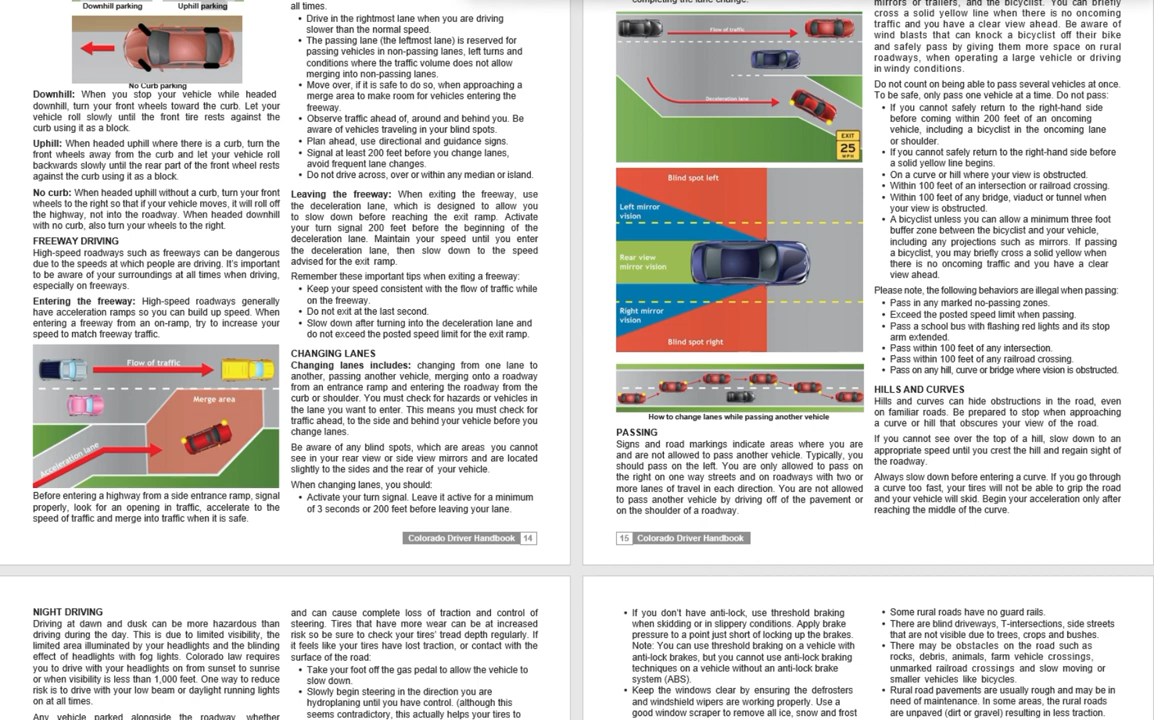 Downhill parking
Uphill parking
No Curb parking
Downhill: When you stop your vehicle while headed
downhill, turn your front wheels toward the curb. Let your
vehicle roll slowly until the front tire rests against the
curb using it as a block.
Uphill: When headed uphill where there is a curb, turn the
front wheels away from the curb and let your vehicle roll
backwards slowly until the rear part of the front wheel rests
against the curb using it as a block.
No curb: When headed uphill without a curb, turn your front
wheels to the right so that if your vehicle moves, it will roll off
the highway, not into the roadway. When headed downhill
with no curb, also turn your wheels to the right.
FREEWAY DRIVING
High-speed roadways such as freeways can be dangerous
due to the speeds at which people are driving. It's important
to be aware of your surroundings at all times when driving,
especially on freeways.
Entering the freeway: High-speed roadways generally
have acceleration ramps so you can build up speed. When
entering a freeway from an on-ramp, try to increase your
speed to match freeway traffic.
Flow of traffic
Merge area
Acceleration lane
Before entering a highway from a side entrance ramp, signal
properly, look for an opening in traffic, accelerate to the
speed of traffic and merge into traffic when it is safe.
all times.
• Drive in the rightmost lane when you are driving
slower than the normal speed.
• The passing lane (the leftmost lane) is reserved for
passing vehicles in non-passing lanes, left turns and
conditions where the traffic volume does not allow
merging into non-passing lanes.
• Move over, if it is safe to do so, when approaching a
merge area to make room for vehicles entering the
freeway.
• Observe traffic ahead of, around and behind you. Be
aware of vehicles traveling in your blind spots.
• Plan ahead, use directional and guidance signs.
• Signal at least 200 feet before you change lanes,
avoid frequent lane changes.
• Do not drive across, over or within any median or island.
Leaving the freeway: When exiting the freeway, use
the deceleration lane, which is designed to allow you
to slow down before reaching the exit ramp. Activate
your turn signal 200 feet before the beginning of the
deceleration lane. Maintain your speed until you enter
the deceleration lane, then slow down to the speed
advised for the exit ramp.
Remember these important tips when exiting a freeway:
• Keep your speed consistent with the flow of traffic while
on the freeway.
• Do not exit at the last second.
• Slow down after turning into the deceleration lane and
do not exceed the posted speed limit for the exit ramp.
CHANGING LANES
Changing lanes includes: changing from one lane to
another, passing another vehicle, merging onto a roadway
from an entrance ramp and entering the roadway from the
curb or shoulder. You must check for hazards or vehicles in
the lane you want to enter. This means you must check for
traffic ahead, to the side and behind your vehicle before you
change lanes.
Be aware of any blind spots, which are areas you cannot
see in your rear view or side view mirrors and are located
slightly to the sides and the rear of your vehicle.
When changing lanes, you should:
• Activate your turn signal. Leave it active for a minimum
of 3 seconds or 200 feet before leaving your lane.
Colorado Driver Handbook 14
completing the lane change.
Flow of traffic
Deceleration lane
EXIT
25
MPH
Blind spot left
Left mirror
vision
Rear view
mirror vision
Right mirror
vision
Blind spot right
How to change lanes while passing another vehicle
PASSING
Signs and road markings indicate areas where you are
and are not allowed to pass another vehicle. Typically, you
should pass on the left. You are only allowed to pass on
the right on one way streets and on roadways with two or
more lanes of travel in each direction. You are not allowed
to pass another vehicle by driving off of the pavement or
on the shoulder of a roadway.
15 Colorado Driver Handbook
mirrors or trailers, and the bicyclist. You can briefly
cross a solid yellow line when there is no oncoming
traffic and you have a clear view ahead. Be aware of
wind blasts that can knock a bicyclist off their bike
and safely pass by giving them more space on rural
roadways, when operating a large vehicle or driving
in windy conditions.
Do not count on being able to pass several vehicles at once.
To be safe, only pass one vehicle at a time. Do not pass:
• If you cannot safely return to the right-hand side
before coming within 200 feet of an oncoming
vehicle, including a bicyclist in the oncoming lane
or shoulder.
• If you cannot safely return to the right-hand side before
a solid yellow line begins.
• On a curve or hill where your view is obstructed.
• Within 100 feet of an intersection or railroad crossing.
• Within 100 feet of any bridge, viaduct or tunnel when
your view is obstructed.
• A bicyclist unless you can allow a minimum three foot
buffer zone between the bicyclist and your vehicle,
including any projections such as mirrors. If passing
a bicyclist, you may briefly cross a solid yellow when
there is no oncoming traffic and you have a clear
view ahead.
Please note, the following behaviors are illegal when passing:
• Pass in any marked no-passing zones.
• Exceed the posted speed limit when passing.
• Pass a school bus with flashing red lights and its stop
arm extended.
• Pass within 100 feet of any intersection.
• Pass within 100 feet of any railroad crossing.
• Pass on any hill, curve or bridge where vision is obstructed.
HILLS AND CURVES
Hills and curves can hide obstructions in the road, even
on familiar roads. Be prepared to stop when approaching
a curve or hill that obscures your view of the road.
If you cannot see over the top of a hill, slow down to an
appropriate speed until you crest the hill and regain sight of
the roadway.
Always slow down before entering a curve. If you go through
a curve too fast, your tires will not be able to grip the road
and your vehicle will skid. Begin your acceleration only after
reaching the middle of the curve.
NIGHT DRIVING
Driving at dawn and dusk can be more hazardous than
driving during the day. This is due to limited visibility, the
limited area illuminated by your headlights and the blinding
effect of headlights with fog lights. Colorado law requires
you to drive with your headlights on from sunset to sunrise
or when visibility is less than 1,000 feet. One way to reduce
risk is to drive with your low beam or daylight running lights
on at all times.
Any vehicle parked alongside the roadway, whether
and can cause complete loss of traction and control of
steering. Tires that have more wear can be at increased
risk so be sure to check your tires' tread depth regularly. If
it feels like your tires have lost traction, or contact with the
surface of the road:
• Take your foot off the gas pedal to allow the vehicle to
slow down.
• Slowly begin steering in the direction you are
hydroplaning until you have control. (although this
seems contradictory, this actually helps your tires to
• If you don't have anti-lock, use threshold braking
when skidding or in slippery conditions. Apply brake
pressure to a point just short of locking up the brakes.
Note: You can use threshold braking on a vehicle with
anti-lock brakes, but you cannot use anti-lock braking
techniques on a vehicle without an anti-lock brake
system (ABS).
• Keep the windows clear by ensuring the defrosters
and windshield wipers are working properly. Use a
good window scraper to remove all ice, snow and frost
• Some rural roads have no guard rails.
• There are blind driveways, T-intersections, side streets
that are not visible due to trees, crops and bushes.
• There may be obstacles on the road such as
rocks, debris, animals, farm vehicle crossings,
unmarked railroad crossings and slow moving or
smaller vehicles like bicycles.
• Rural road pavements are usually rough and may be in
need of maintenance. In some areas, the rural roads
are unpaved (dirt or gravel) resulting in less traction.